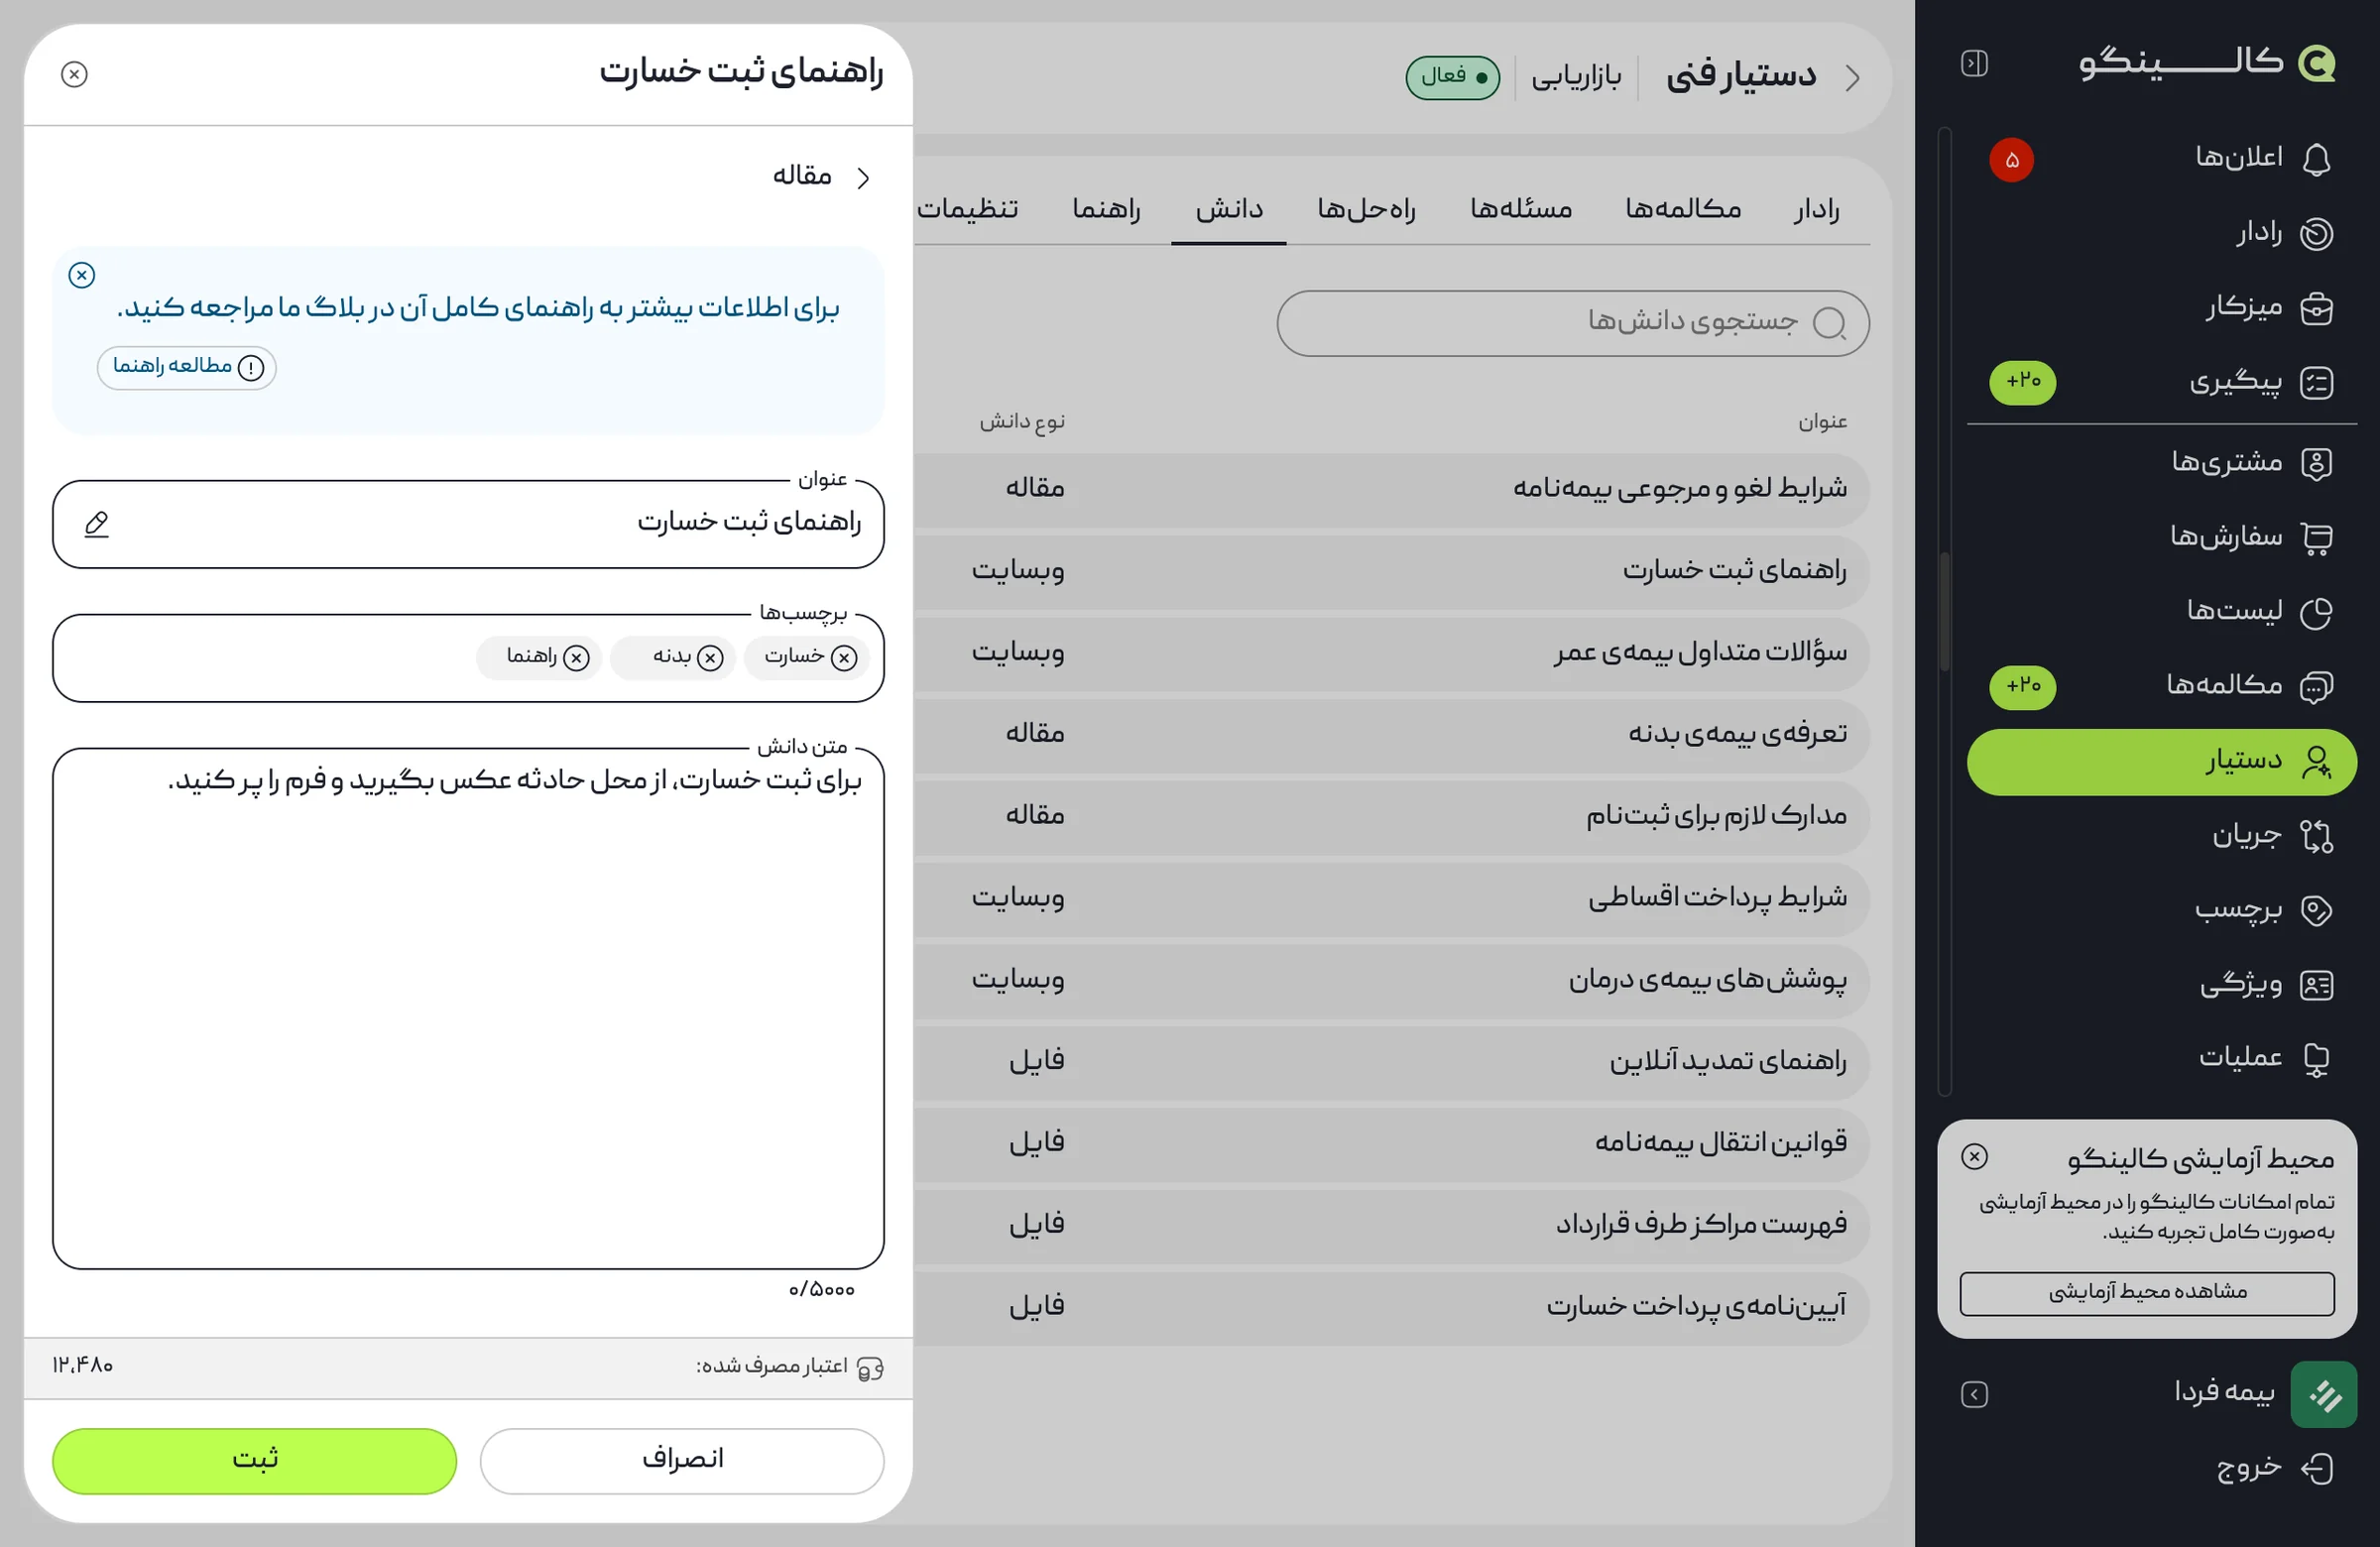 کالینگو
اعلان‌ها
۵
رادار
میزکار
پیگیری
+۲۰
مشتری‌ها
سفارش‌ها
لیست‌ها
مکالمه‌ها
+۲۰
دستیار
جریان
برچسب
ویژگی
عملیات
محیط آزمایشی کالینگو
تمام امکانات کالینگو را در محیط آزمایشی
به‌صورت کامل تجربه کنید.
مشاهده محیط آزمایشی
بیمه فردا
خروج
دستیار فنی
بازاریابی
فعال
رادار مکالمه‌ها مسئله‌ها راه‌حل‌ها دانش راهنما تنظیمات
جستجوی دانش‌ها
عنوان نوع دانش
شرایط لغو و مرجوعی بیمه‌نامه مقاله
راهنمای ثبت خسارت وبسایت
سؤالات متداول بیمه‌ی عمر وبسایت
تعرفه‌ی بیمه‌ی بدنه مقاله
مدارک لازم برای ثبت‌نام مقاله
شرایط پرداخت اقساطی وبسایت
پوشش‌های بیمه‌ی درمان وبسایت
راهنمای تمدید آنلاین فایل
قوانین انتقال بیمه‌نامه فایل
فهرست مراکز طرف قرارداد فایل
آیین‌نامه‌ی پرداخت خسارت فایل
راهنمای ثبت خسارت
مقاله
برای اطلاعات بیشتر به راهنمای کامل آن در بلاگ ما مراجعه کنید.
مطالعه راهنما
عنوان
راهنمای ثبت خسارت
برچسب‌ها
خسارت بدنه راهنما
متن دانش
برای ثبت خسارت، از محل حادثه عکس بگیرید و فرم را پر کنید.
۰/۵۰۰۰
اعتبار مصرف شده: ۱۲،۴۸۰
انصراف
ثبت